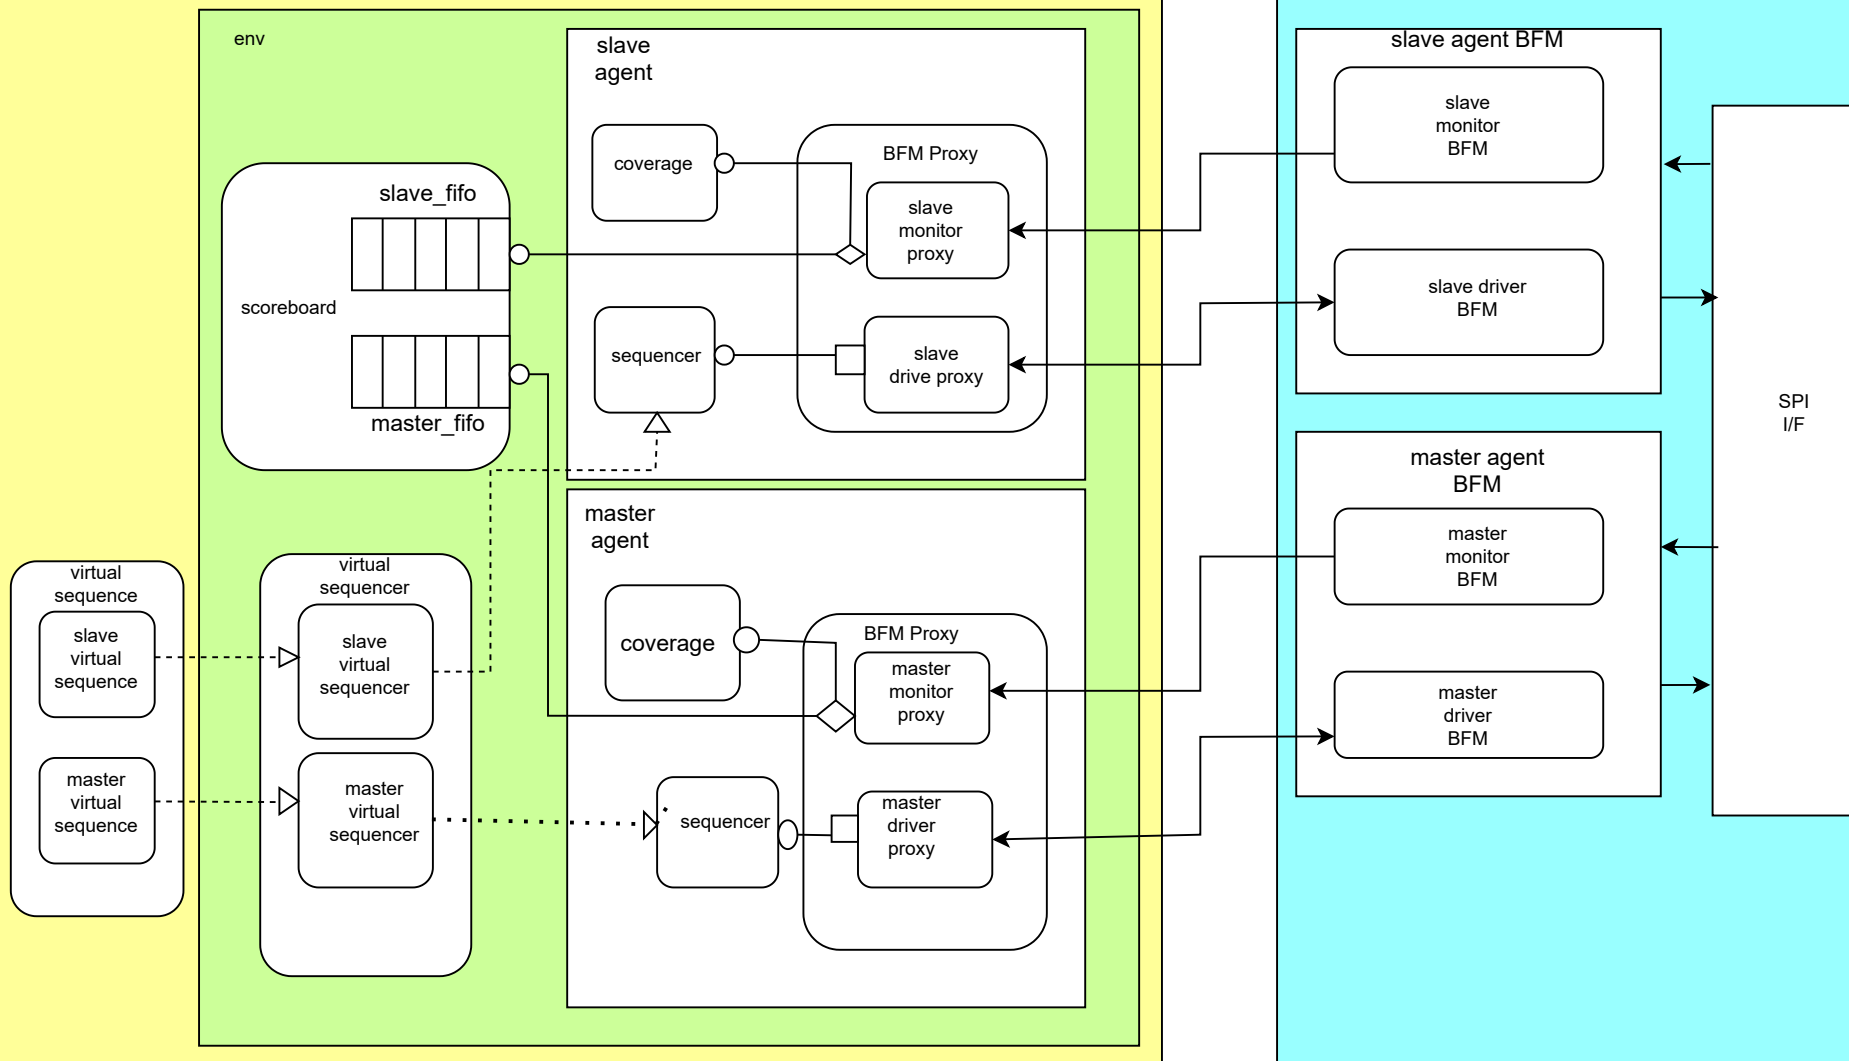 env
slave
agent
coverage
BFM Proxy
slave
monitor
proxy
slave_fifo
scoreboard
master_fifo
sequencer
slave
drive proxy
slave agent BFM
slave
monitor
BFM
slave driver
BFM
SPI
I/F
master agent
BFM
master
monitor
BFM
master
driver
BFM
master
agent
coverage
BFM Proxy
master
monitor
proxy
sequencer
master
driver
proxy
virtual
sequence
slave
virtual
sequence
master
virtual
sequence
virtual
sequencer
slave
virtual
sequencer
master
virtual
sequencer